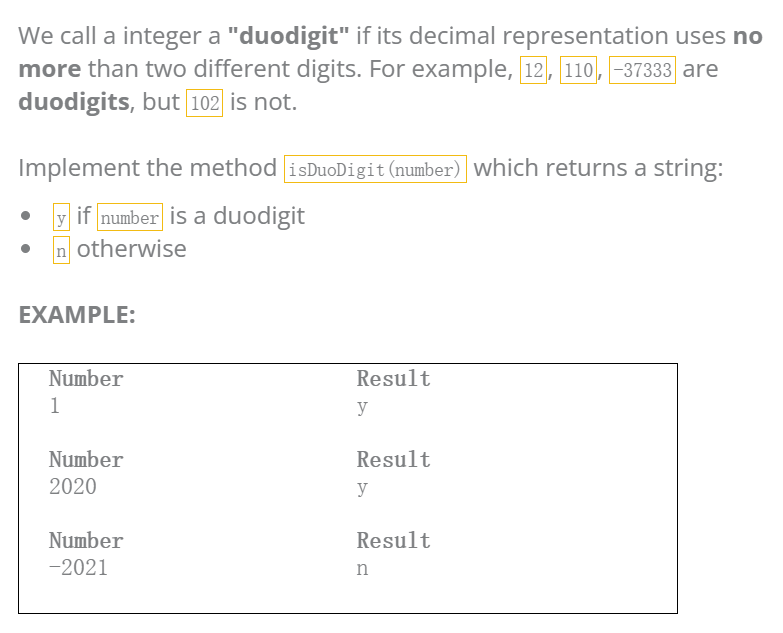 We call a integer a "duodigit" if its decimal representation uses no
more than two different digits. For example, 12, 110, -37333 are
duodigits, but 102 is not.
Implement the method isDuoDigit(number) which returns a string:
• y if number is a duodigit
• n otherwise
EXAMPLE:
Number Result
1 y
Number Result
2020 y
Number Result
-2021 n